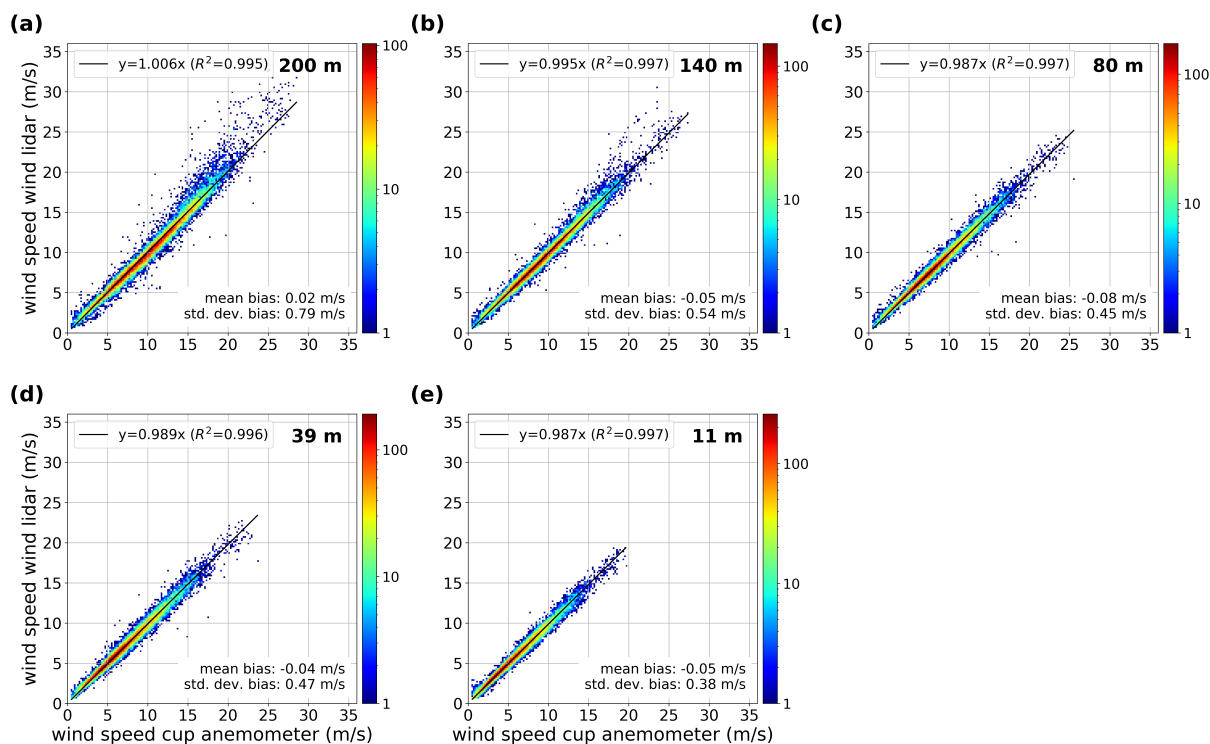 (a)
(b)
(c)
y=1.006x (R²=0.995)
200 m
y=0.995x (R²=0.997)
140 m
y=0.987x (R²=0.997)
80 m
wind speed wind lidar (m/s)
35
30
25
20
15
10
5
0
0 5 10 15 20 25 30 35
mean bias: 0.02 m/s
std. dev. bias: 0.79 m/s
100
10
1
35
30
25
20
15
10
5
0
0 5 10 15 20 25 30 35
mean bias: -0.05 m/s
std. dev. bias: 0.54 m/s
100
10
1
35
30
25
20
15
10
5
0
0 5 10 15 20 25 30 35
mean bias: -0.08 m/s
std. dev. bias: 0.45 m/s
100
10
1
(d)
(e)
y=0.989x (R²=0.996)
39 m
y=0.987x (R²=0.997)
11 m
wind speed wind lidar (m/s)
35
30
25
20
15
10
5
0
0 5 10 15 20 25 30 35
mean bias: -0.04 m/s
std. dev. bias: 0.47 m/s
100
10
1
wind speed cup anemometer (m/s)
35
30
25
20
15
10
5
0
0 5 10 15 20 25 30 35
mean bias: -0.05 m/s
std. dev. bias: 0.38 m/s
100
10
1
wind speed cup anemometer (m/s)